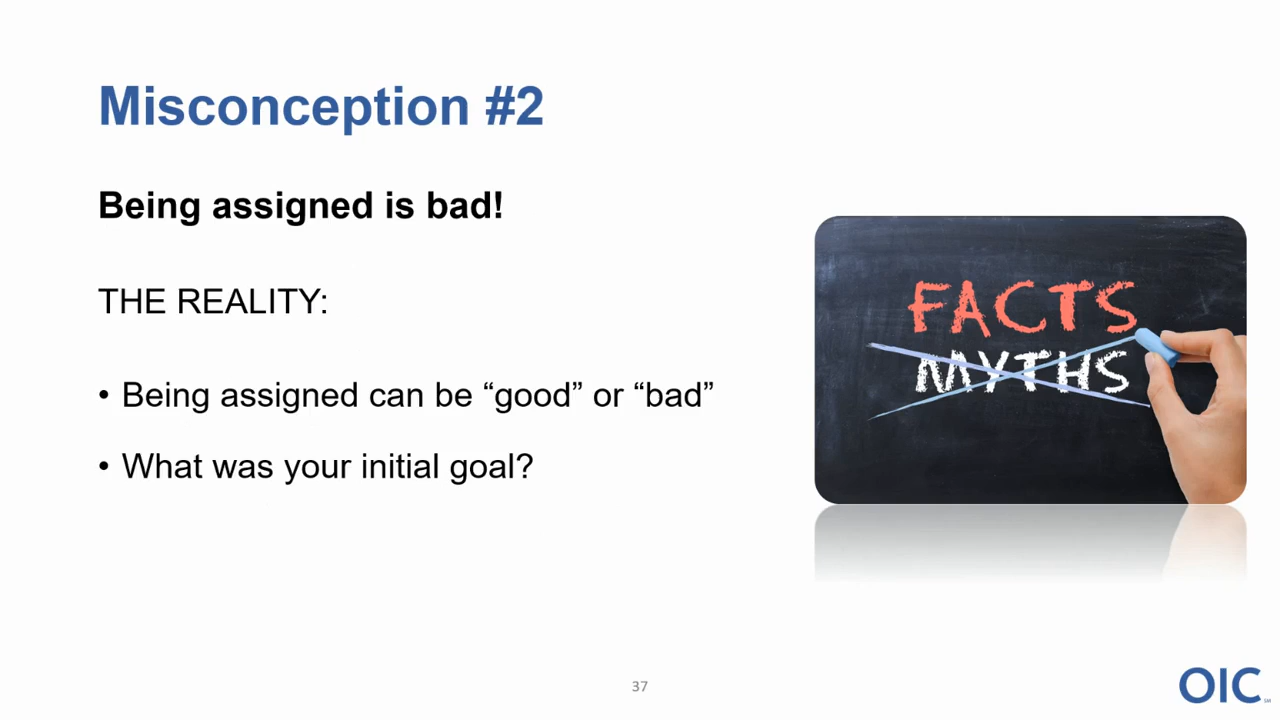 Misconception #2
Being assigned is bad!
THE REALITY:
• Being assigned can be “good” or “bad”
• What was your initial goal?
FACTS
MYTHS
37
OIC℠